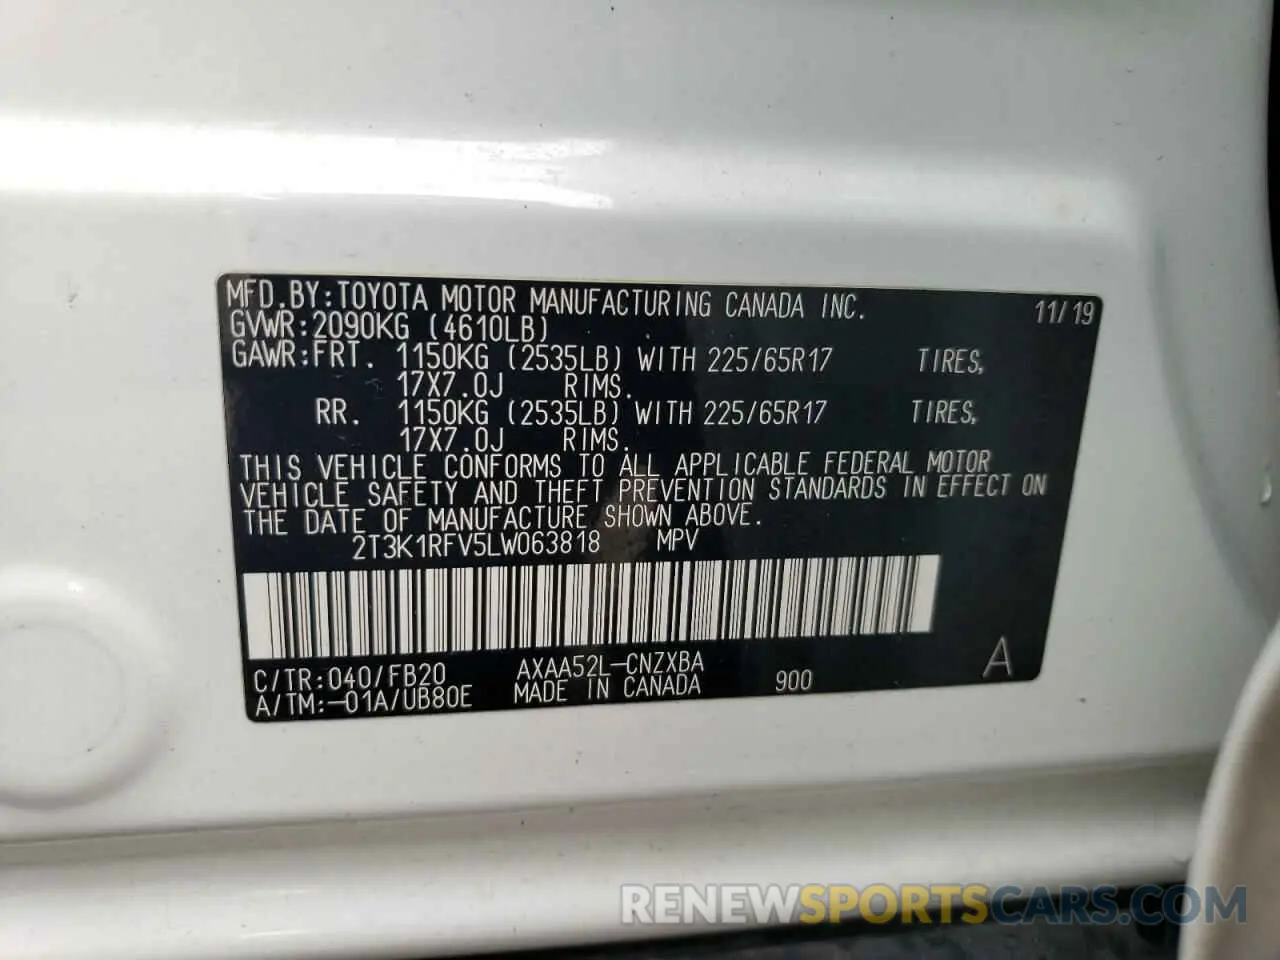 MFD.BY:TOYOTA MOTOR MANUFACTURING CANADA INC. 11/19
GVWR:2090KG (4610LB)
GAWR:FRT. 1150KG (2535LB) WITH 225/65R17 TIRES,
17X7.0J RIMS.
RR. 1150KG (2535LB) WITH 225/65R17 TIRES,
17X7.0J RIMS.
THIS VEHICLE CONFORMS TO ALL APPLICABLE FEDERAL MOTOR
VEHICLE SAFETY AND THEFT PREVENTION STANDARDS IN EFFECT ON
THE DATE OF MANUFACTURE SHOWN ABOVE.
2T3K1RFV5LW063818 MPV
C/TR:040/FB20 AXAA52L-CNZXBA A
A/TM:-01A/UB80E MADE IN CANADA 900
RENEWSPORTSCARS.COM